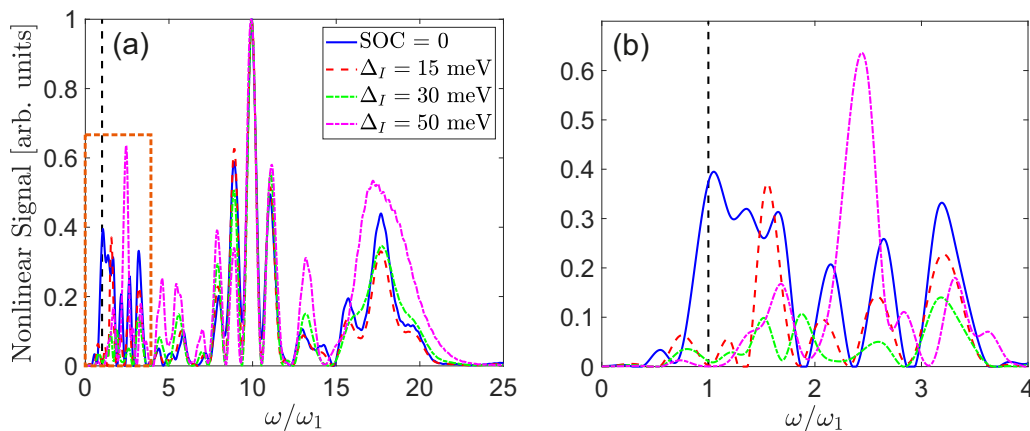 Nonlinear Signal [arb. units]
(a)
SOC = 0
Δ_I = 15 meV
Δ_I = 30 meV
Δ_I = 50 meV
1
0.8
0.6
0.4
0.2
0
0 5 10 15 20 25
ω/ω₁
(b)
0.6
0.5
0.4
0.3
0.2
0.1
0
0 1 2 3 4
ω/ω₁